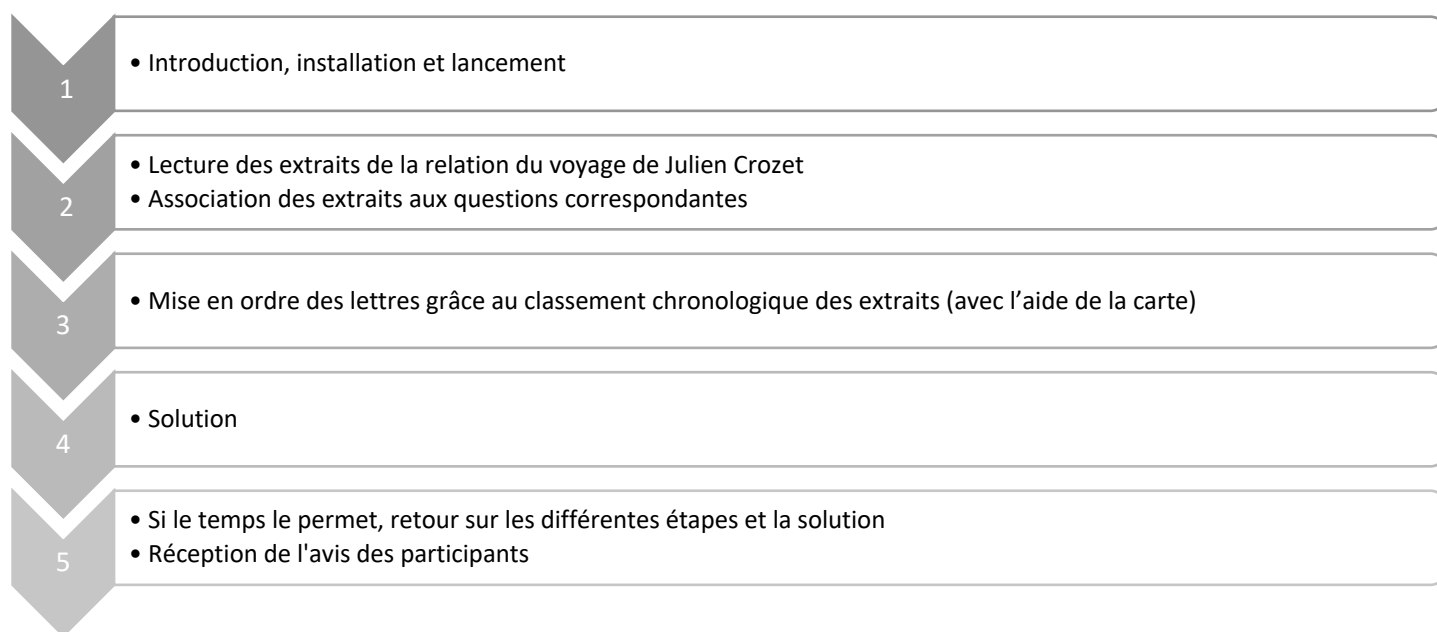 1
• Introduction, installation et lancement
2
• Lecture des extraits de la relation du voyage de Julien Crozet
• Association des extraits aux questions correspondantes
3
• Mise en ordre des lettres grâce au classement chronologique des extraits (avec l’aide de la carte)
4
• Solution
5
• Si le temps le permet, retour sur les différentes étapes et la solution
• Réception de l'avis des participants